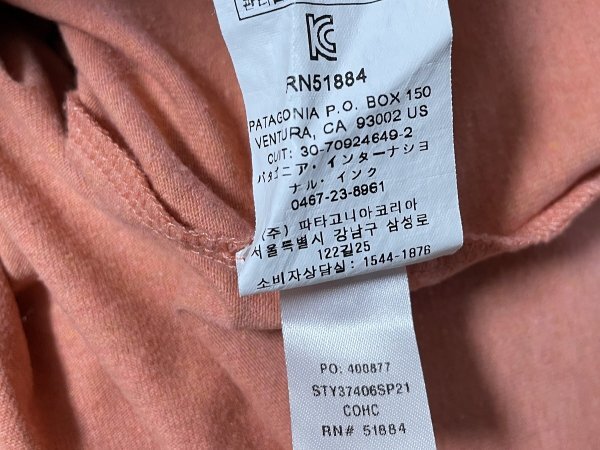 RN51884
PATAGONIA P.O. BOX 150
VENTURA, CA 93002 US
CUIT: 30-70924649-2
パタゴニア・インターナショ
ナル・インク
0467-23-8961
(주) 파타고니아코리아
서울특별시 강남구 삼성로
122길25
소비자상담실: 1544-1876
PO: 400877
STY37406SP21
COHC
RN# 51884